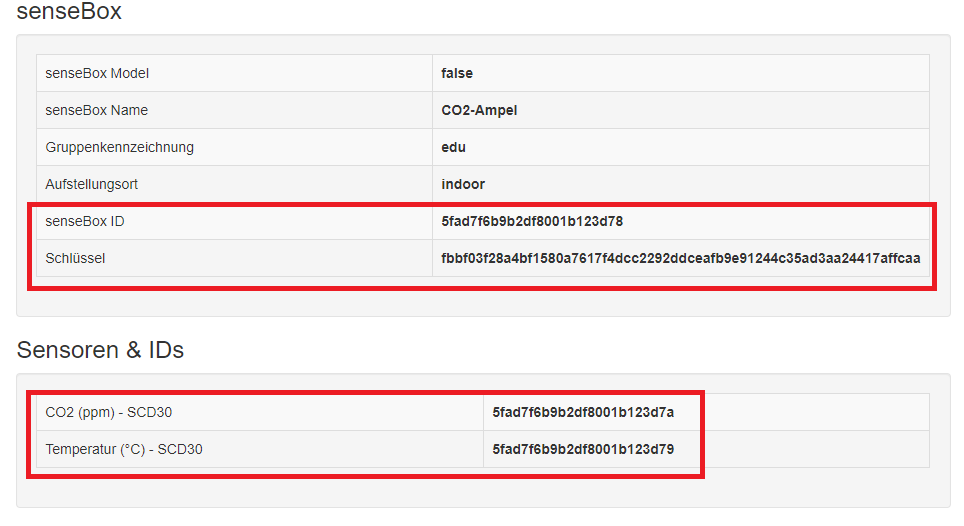 senseBox
senseBox Model false
senseBox Name CO2-Ampel
Gruppenkennzeichnung edu
Aufstellungsort indoor
senseBox ID 5fad7f6b9b2df8001b123d78
Schlüssel fbbf03f28a4bf1580a7617f4dcc2292ddceafb9e91244c35ad3aa24417affcaa
Sensoren & IDs
CO2 (ppm) - SCD30 5fad7f6b9b2df8001b123d7a
Temperatur (°C) - SCD30 5fad7f6b9b2df8001b123d79